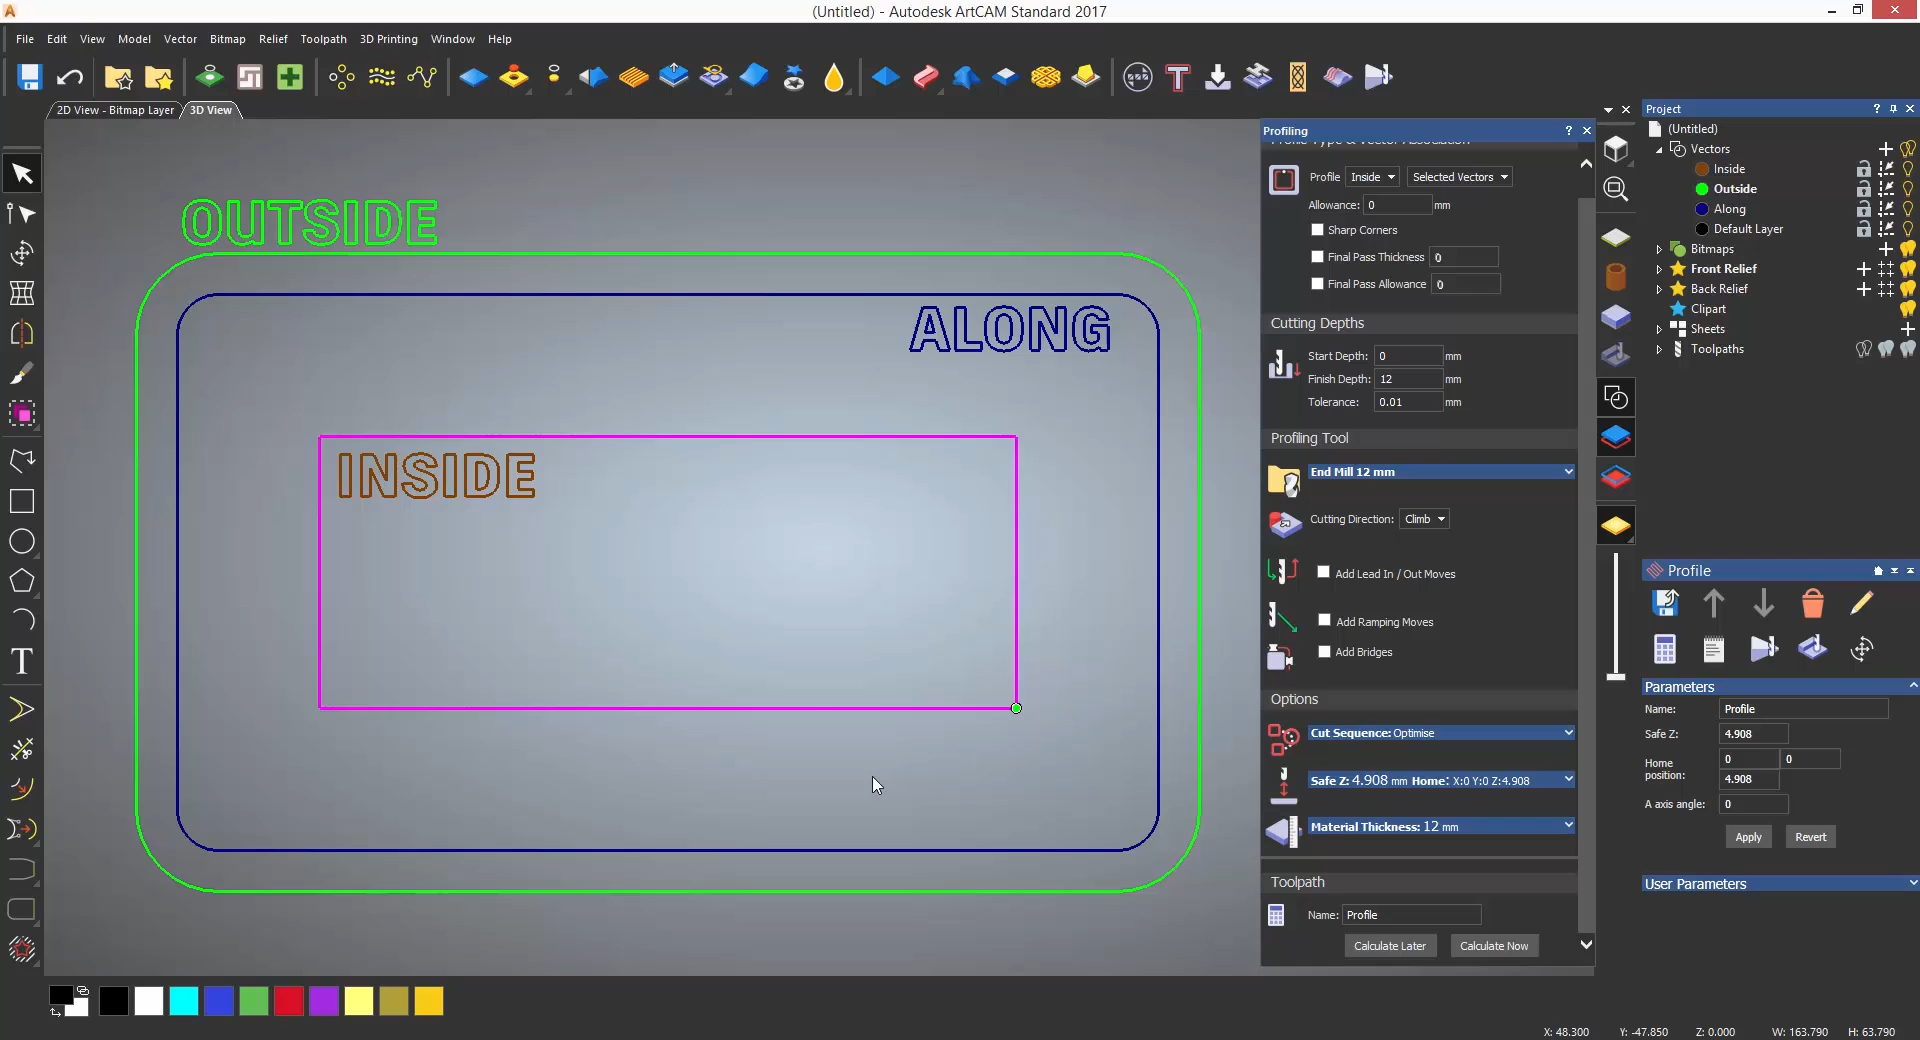 (Untitled) - Autodesk ArtCAM Standard 2017
File Edit View Model Vector Bitmap Relief Toolpath 3D Printing Window Help
2D View - Bitmap Layer 3D View
OUTSIDE
ALONG
INSIDE
Profiling
Profile Type & Vector Association
Profile Inside Selected Vectors
Allowance: 0 mm
Sharp Corners
Final Pass Thickness 0
Final Pass Allowance 0
Cutting Depths
Start Depth: 0 mm
Finish Depth: 12 mm
Tolerance: 0.01 mm
Profiling Tool
End Mill 12 mm
Cutting Direction: Climb
Add Lead In / Out Moves
Add Ramping Moves
Add Bridges
Options
Cut Sequence: Optimise
Safe Z: 4.908 mm Home: X:0 Y:0 Z:4.908
Material Thickness: 12 mm
Toolpath
Name: Profile
Calculate Later Calculate Now
Project
(Untitled)
Vectors
Inside
Outside
Along
Default Layer
Bitmaps
Front Relief
Back Relief
Clipart
Sheets
Toolpaths
Profile
Parameters
Name: Profile
Safe Z: 4.908
Home position: 0 0
4.908
A axis angle: 0
Apply Revert
User Parameters
X: 48.300 Y: -47.850 Z: 0.000 W: 163.790 H: 63.790